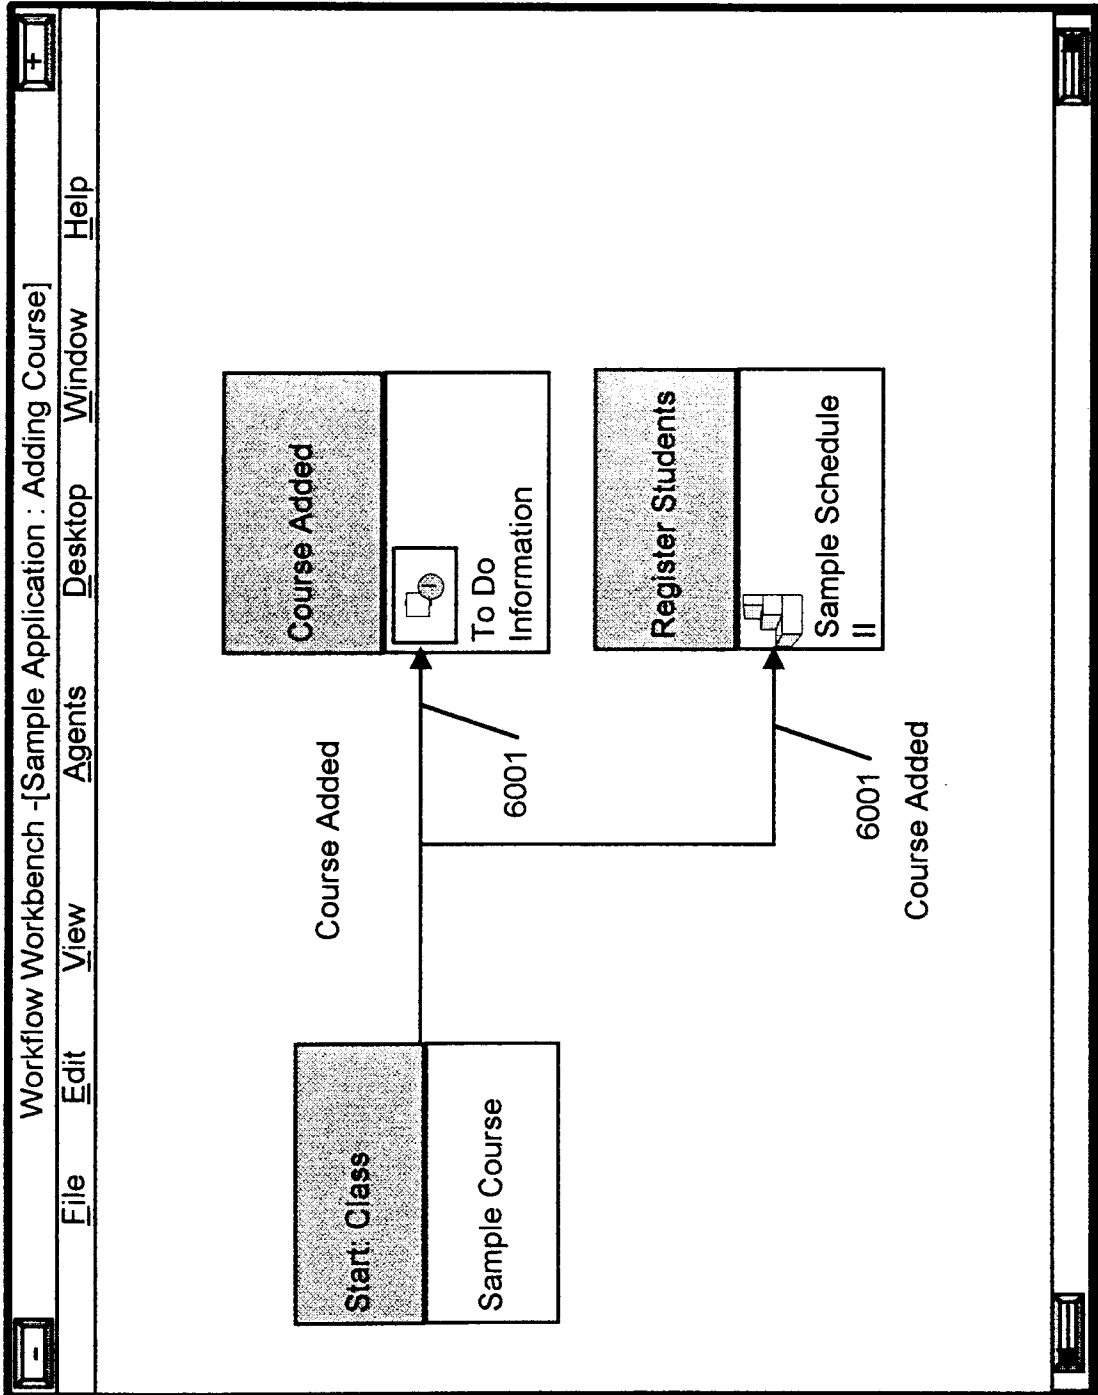 -
Workflow Workbench -[Sample Application : Adding Course]
+
File Edit View Agents Desktop Window Help
Start: Class
Sample Course
Course Added
6001
Course Added
To Do
Information
6001
Course Added
Register Students
Sample Schedule
II